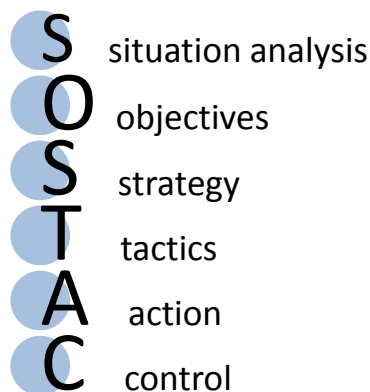 S situation analysis
O objectives
S strategy
T tactics
A action
C control